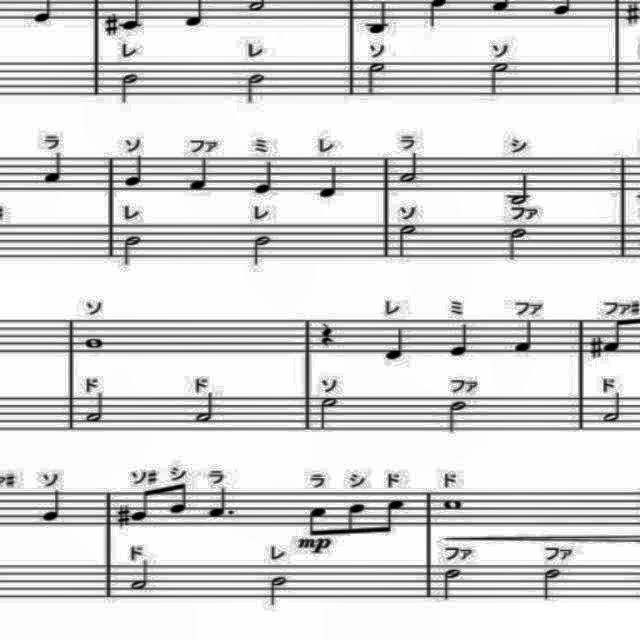 レ レ ソ ソ
ラ ソ ファ ミ レ ラ シ
レ レ ソ ファ
ソ レ ミ ファ ファ#
ド ド ソ ファ ド
ソ ソ# シ ラ ラ シ ド ド
mp
ド レ ファ ファ